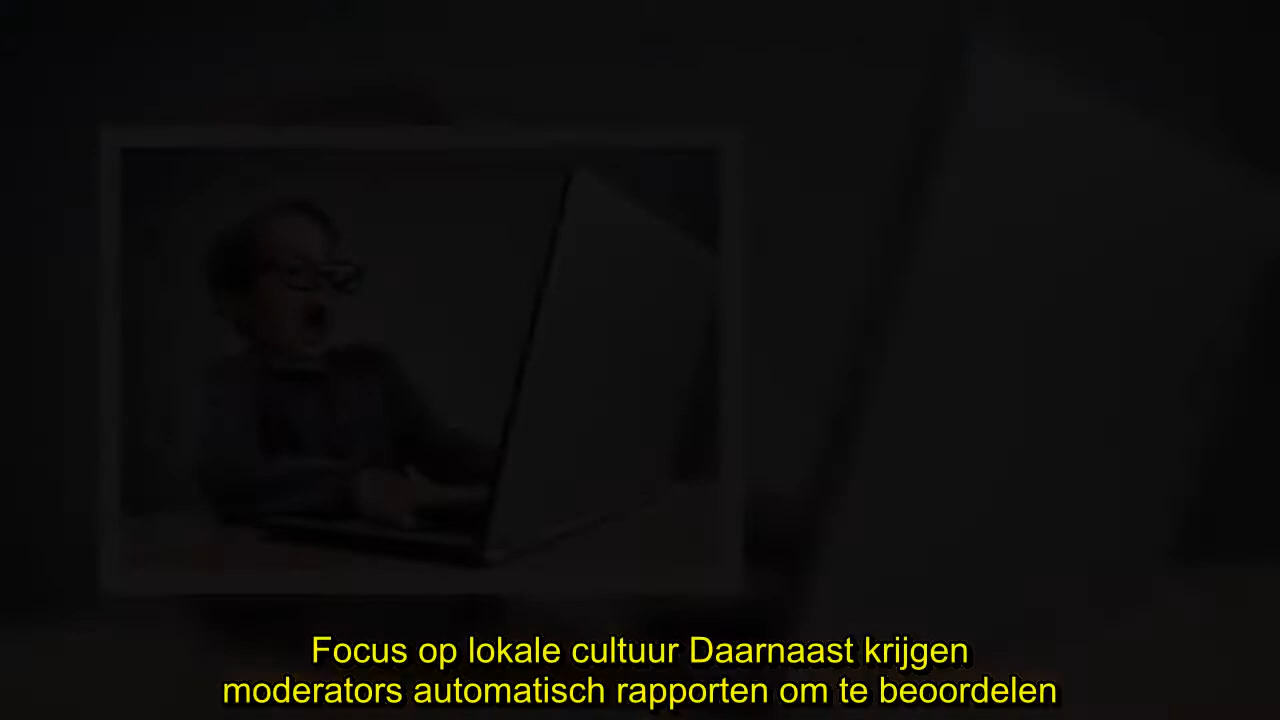 Focus op lokale cultuur Daarnaast krijgen
moderators automatisch rapporten om te beoordelen